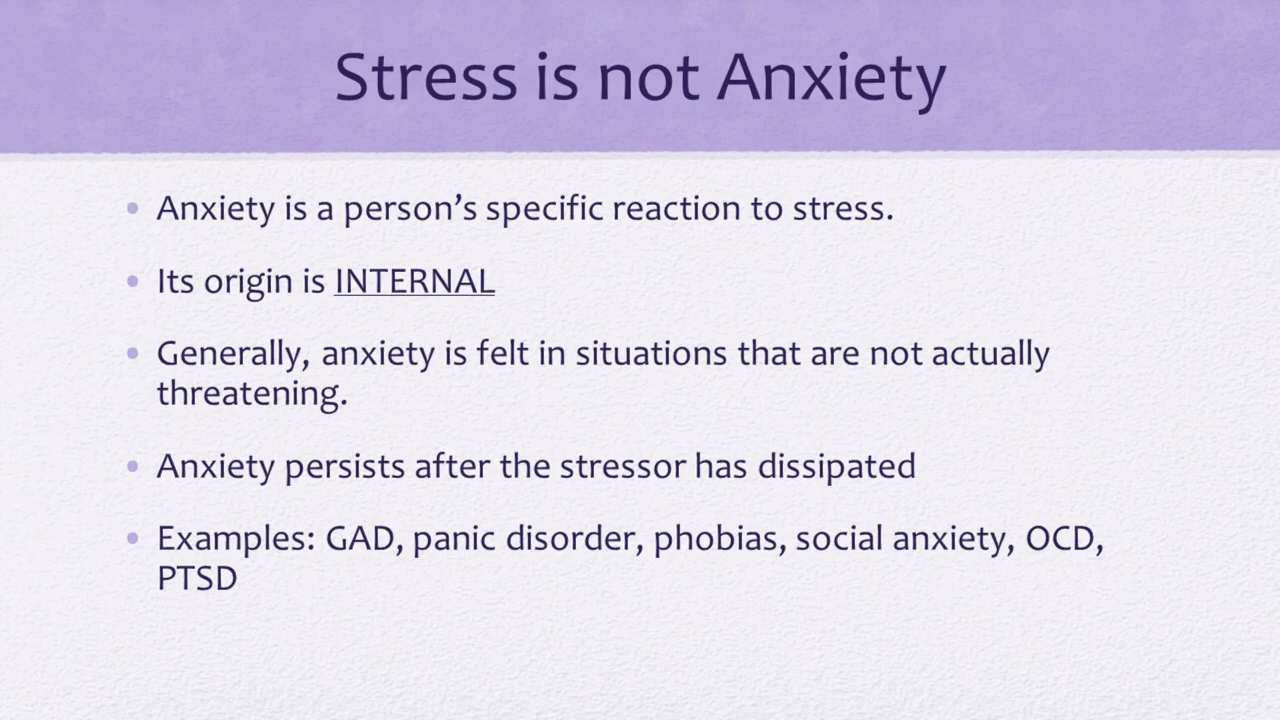 Stress is not Anxiety
• Anxiety is a person’s specific reaction to stress.
• Its origin is INTERNAL
• Generally, anxiety is felt in situations that are not actually
threatening.
• Anxiety persists after the stressor has dissipated
• Examples: GAD, panic disorder, phobias, social anxiety, OCD,
PTSD